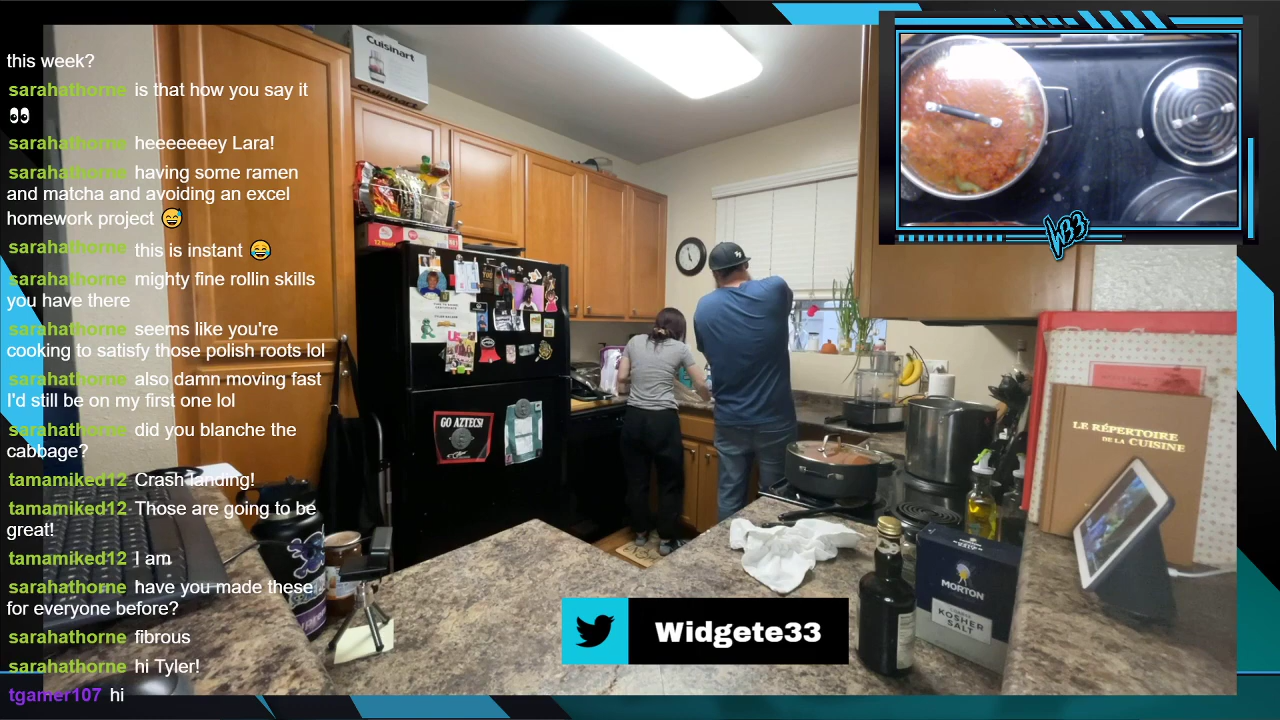 this week?
sarahathorne is that how you say it
👀
sarahathorne heeeeeeey Lara!
sarahathorne having some ramen
and matcha and avoiding an excel
homework project 😅
sarahathorne this is instant 😂
sarahathorne mighty fine rollin skills
you have there
sarahathorne seems like you're
cooking to satisfy those polish roots lol
sarahathorne also damn moving fast
I'd still be on my first one lol
sarahathorne did you blanche the
cabbage?
tamamiked12 Crash landing!
tamamiked12 Those are going to be
great!
tamamiked12 I am
sarahathorne have you made these
for everyone before?
sarahathorne fibrous
sarahathorne hi Tyler!
tgamer107 hi
Cuisinart
GO AZTECS!
W33
LE RÉPERTOIRE
DE LA CUISINE
MORTON
KOSHER
SALT
Widgete33